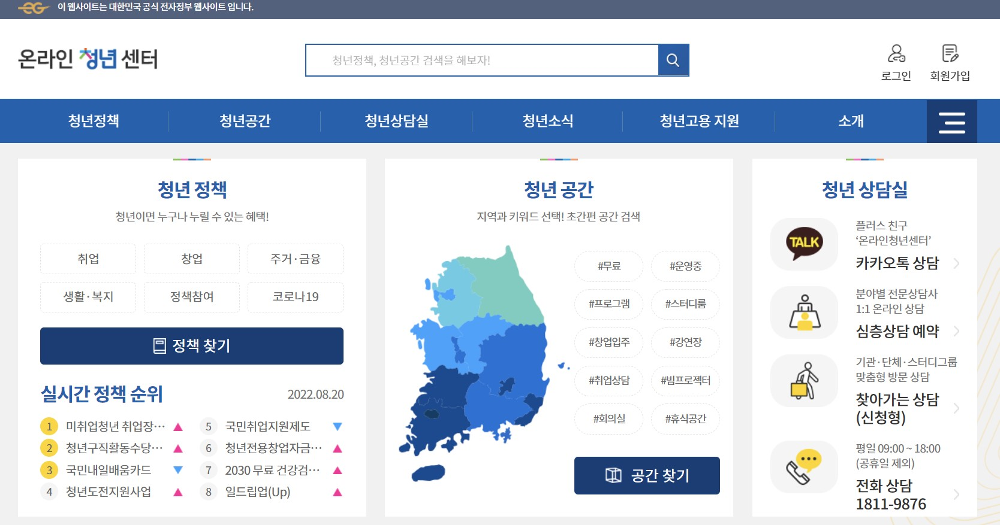 이 웹사이트는 대한민국 공식 전자정부 웹사이트 입니다.
온라인 청년 센터
청년정책, 청년공간 검색을 해보자!
로그인
회원가입
청년정책
청년공간
청년상담실
청년소식
청년고용 지원
소개
청년 정책
청년이면 누구나 누릴 수 있는 혜택!
취업
창업
주거·금융
생활·복지
정책참여
코로나19
정책 찾기
실시간 정책 순위
2022.08.20
1 미취업청년 취업장…
2 청년구직활동수당…
3 국민내일배움카드
4 청년도전지원사업
5 국민취업지원제도
6 청년전용창업자금…
7 2030 무료 건강검…
8 일드림업(Up)
청년 공간
지역과 키워드 선택! 초간편 공간 검색
#무료
#운영중
#프로그램
#스터디룸
#창업입주
#강연장
#취업상담
#빔프로젝터
#회의실
#휴식공간
공간 찾기
청년 상담실
TALK
플러스 친구
‘온라인청년센터’
카카오톡 상담
분야별 전문상담사
1:1 온라인 상담
심층상담 예약
기관·단체·스터디그룹
맞춤형 방문 상담
찾아가는 상담
(신청형)
평일 09:00 ~ 18:00
(공휴일 제외)
전화 상담
1811-9876